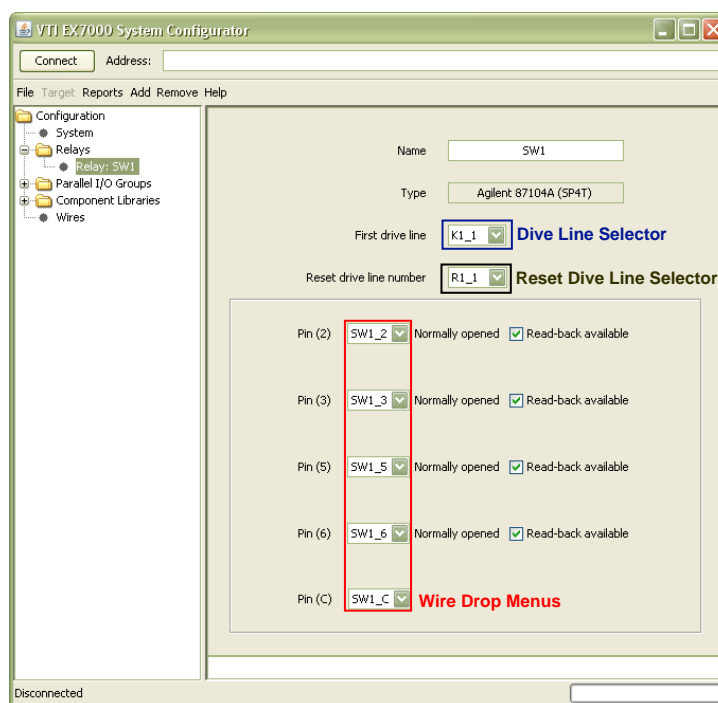 VTI EX7000 System Configurator
Connect Address:
File Target Reports Add Remove Help
Configuration
System
Relays
Relay: SW1
Parallel I/O Groups
Component Libraries
Wires
Name SW1
Type Agilent 87104A (SP4T)
First drive line K1_1 Dive Line Selector
Reset drive line number R1_1 Reset Dive Line Selector
Pin (2) SW1_2 Normally opened Read-back available
Pin (3) SW1_3 Normally opened Read-back available
Pin (5) SW1_5 Normally opened Read-back available
Pin (6) SW1_6 Normally opened Read-back available
Pin (C) SW1_C Wire Drop Menus
Disconnected